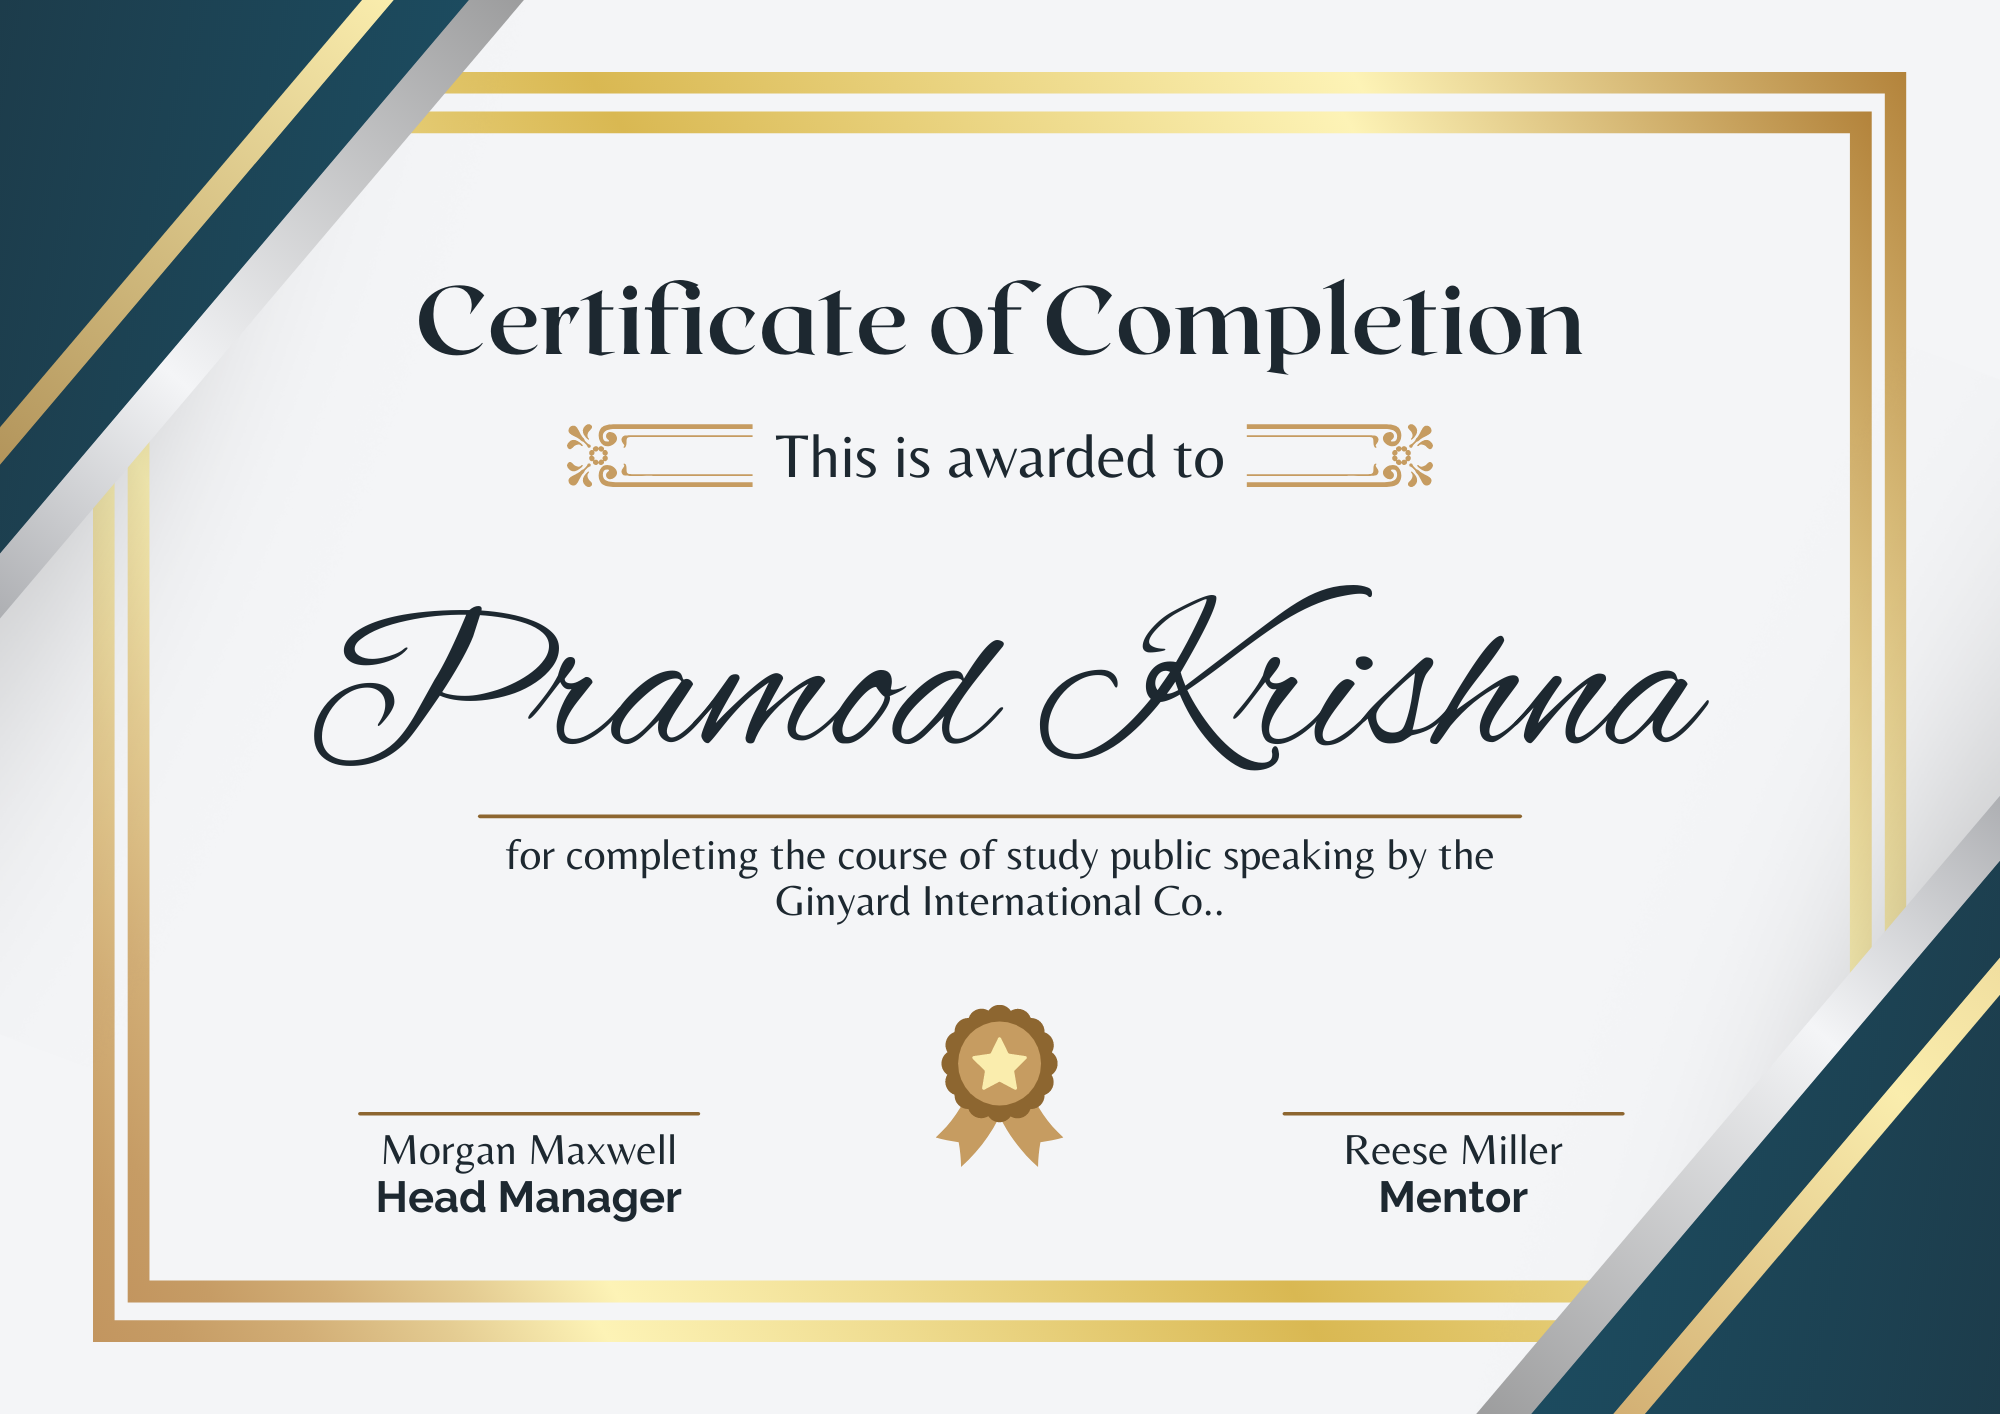 Certificate of Completion
This is awarded to
Pramod Krishna
for completing the course of study public speaking by the
Ginyard International Co..
Morgan Maxwell
Head Manager
Reese Miller
Mentor